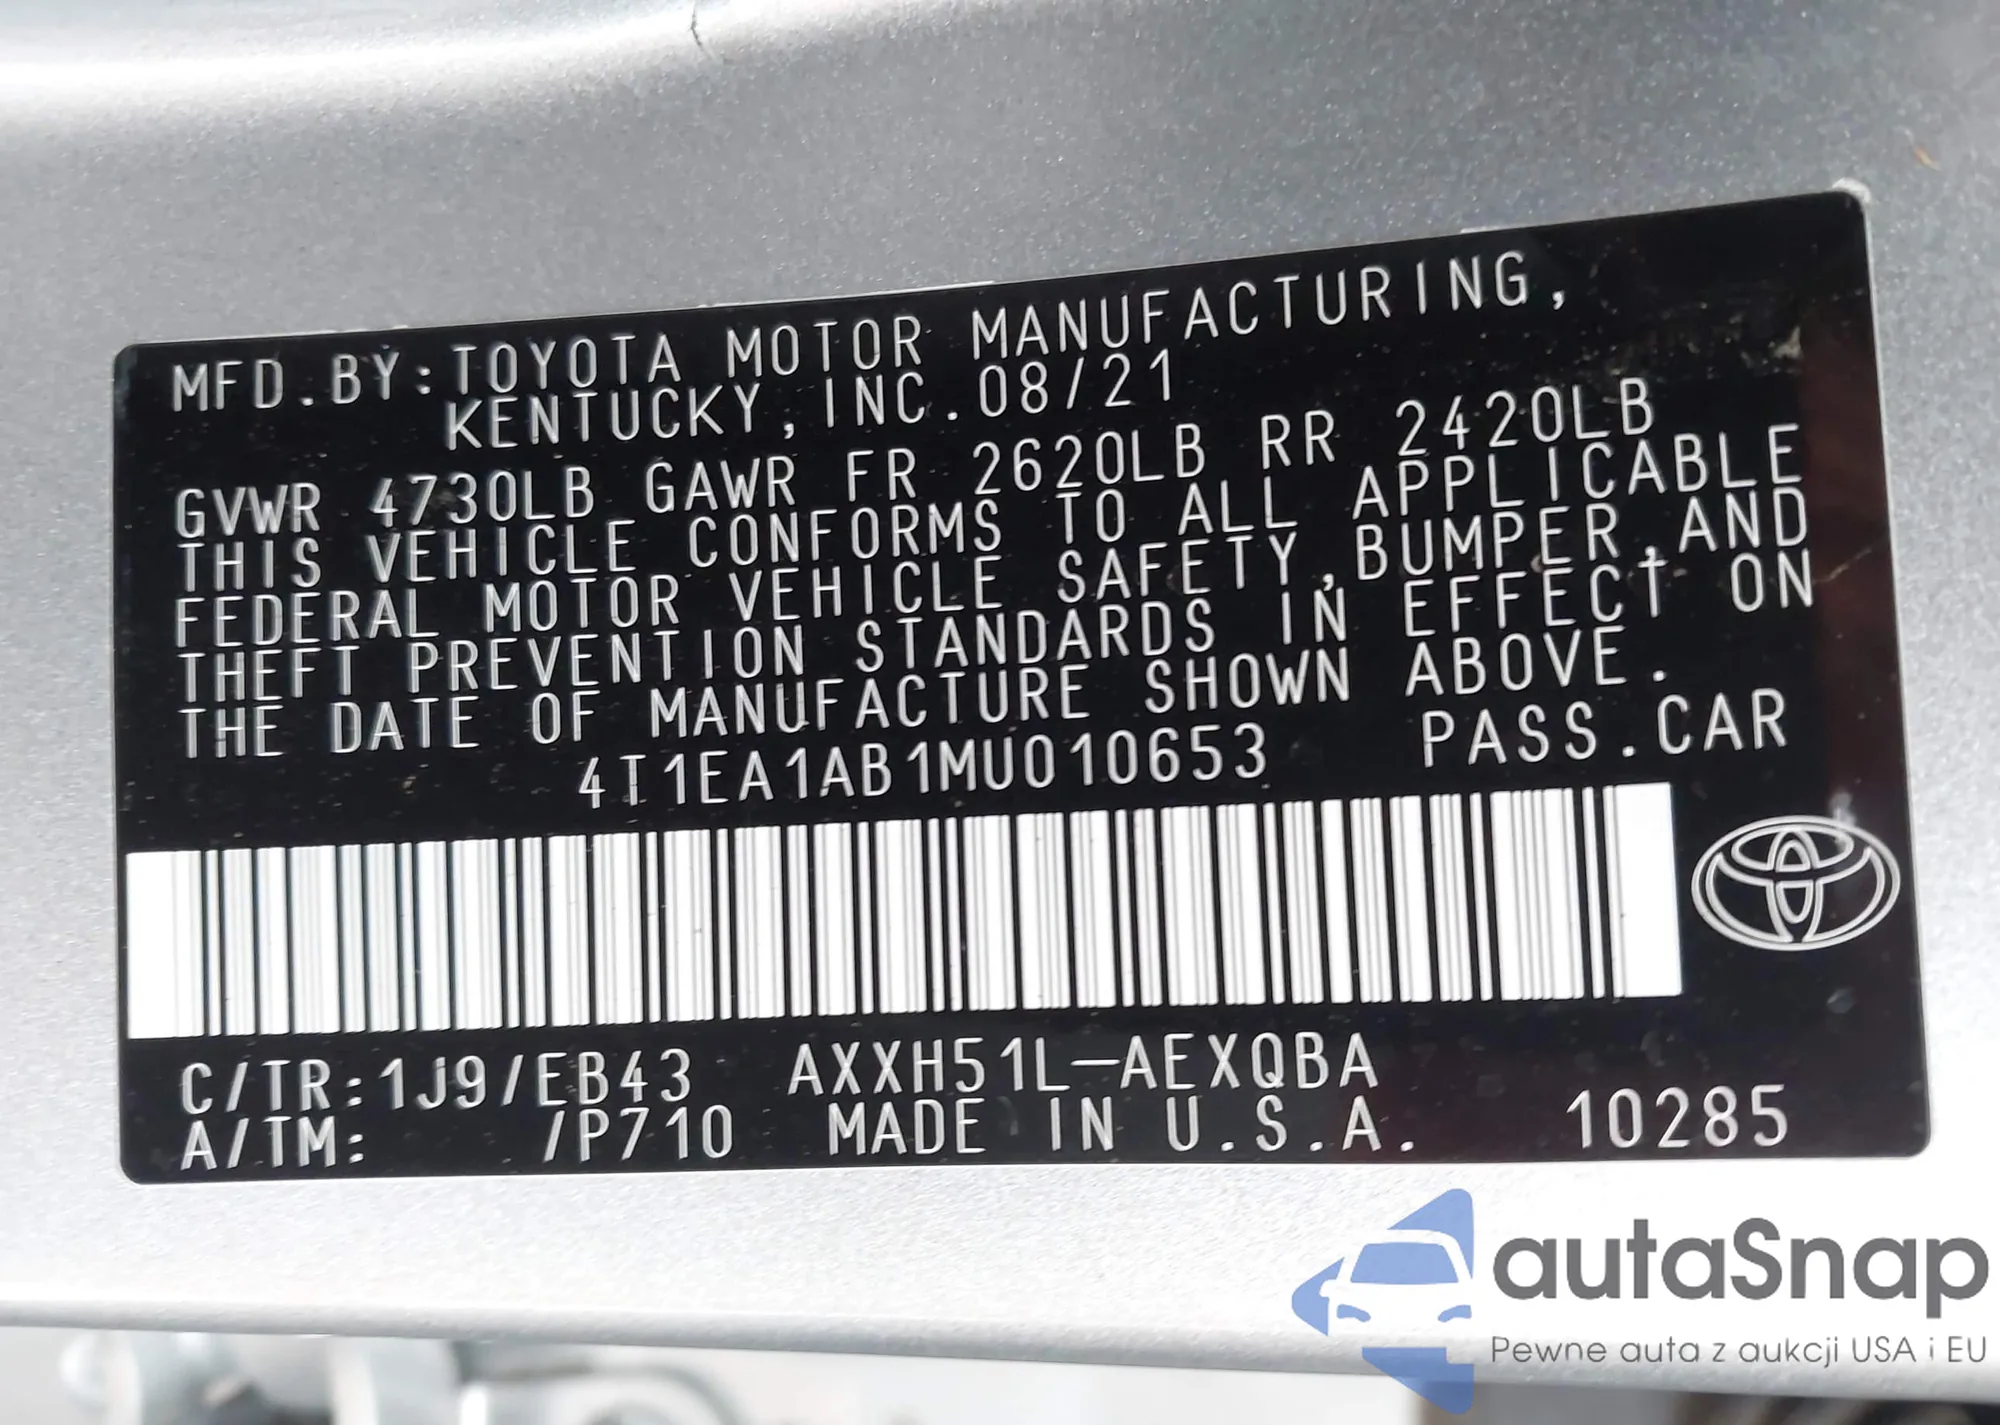 MFD.BY:TOYOTA MOTOR MANUFACTURING,
KENTUCKY,INC.08/21
GVWR 4730LB GAWR FR 2620LB RR 2420LB
THIS VEHICLE CONFORMS TO ALL APPLICABLE
FEDERAL MOTOR VEHICLE SAFETY,BUMPER,AND
THEFT PREVENTION STANDARDS IN EFFECT ON
THE DATE OF MANUFACTURE SHOWN ABOVE.
4T1EA1AB1MU010653 PASS.CAR
C/TR:1J9/EB43 AXXH51L-AEXQBA
A/TM: /P710 MADE IN U.S.A. 10285
autaSnap
Pewne auta z aukcji USA i EU